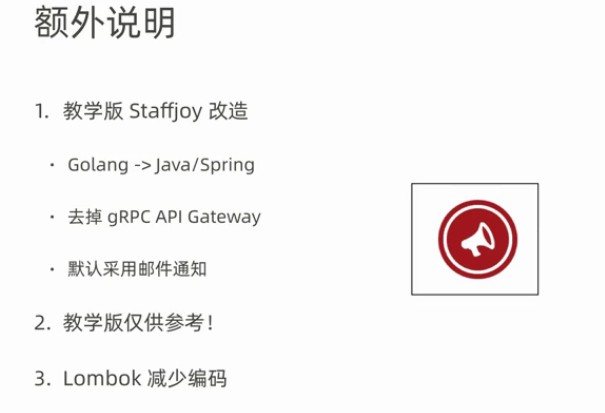 额外说明
1. 教学版 Staffjoy 改造
· Golang -> Java/Spring
· 去掉 gRPC API Gateway
· 默认采用邮件通知
2. 教学版仅供参考！
3. Lombok 减少编码